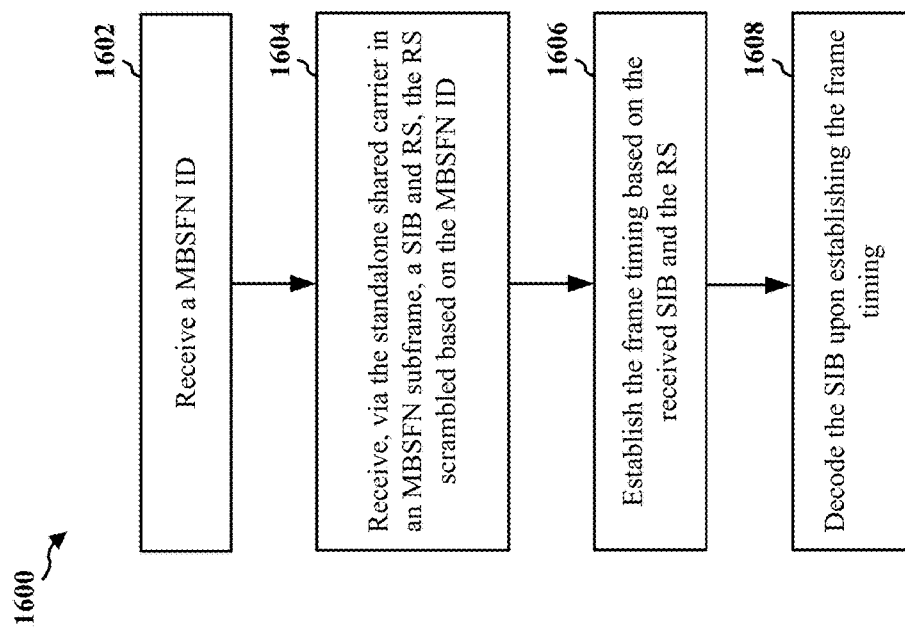 1600
1602
Receive a MBSFN ID
1604
Receive, via the standalone shared carrier in
an MBSFN subframe, a SIB and RS, the RS
scrambled based on the MBSFN ID
1606
Establish the frame timing based on the
received SIB and the RS
1608
Decode the SIB upon establishing the frame
timing